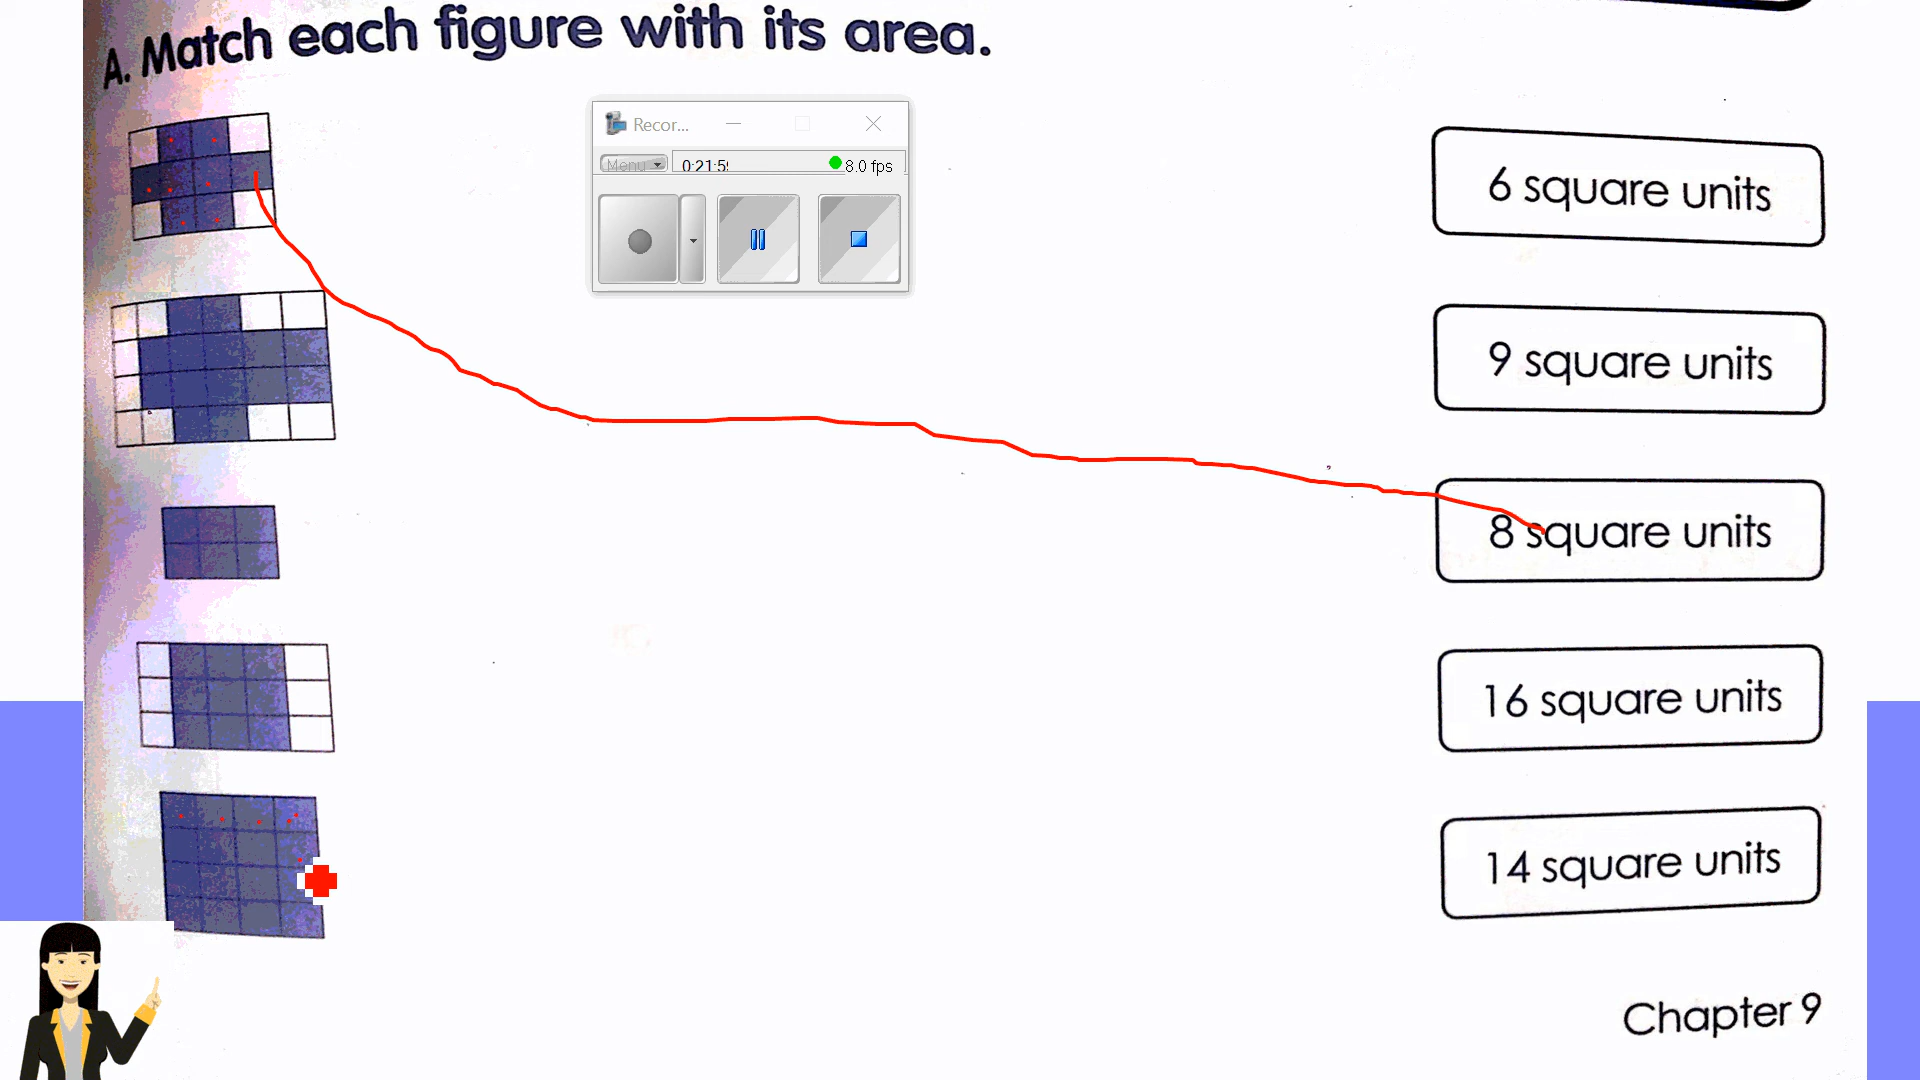 A. Match each figure with its area.
Recor...
Menu
0:21:5
8.0 fps
6 square units
9 square units
8 square units
16 square units
14 square units
Chapter 9